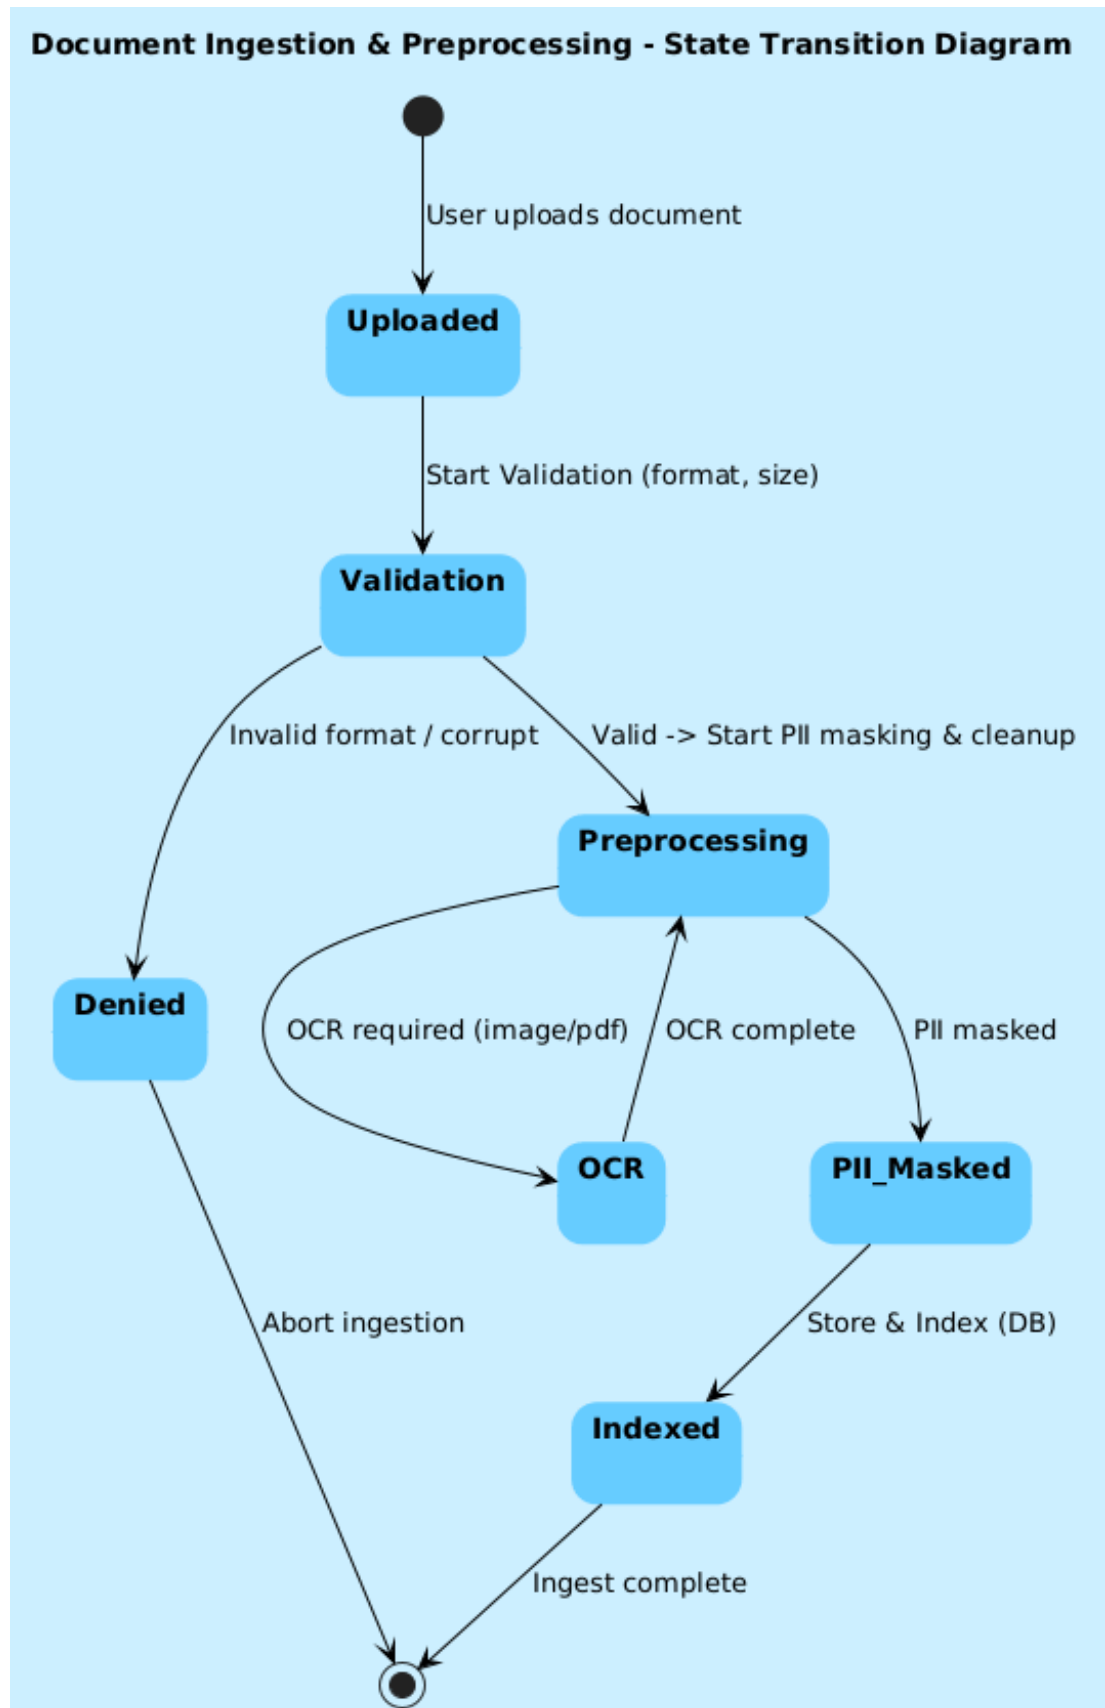 Document Ingestion & Preprocessing - State Transition Diagram
User uploads document
Uploaded
Start Validation (format, size)
Validation
Invalid format / corrupt
Valid -> Start PII masking & cleanup
Preprocessing
Denied
OCR required (image/pdf)
OCR complete
PII masked
OCR
PII_Masked
Abort ingestion
Store & Index (DB)
Indexed
Ingest complete